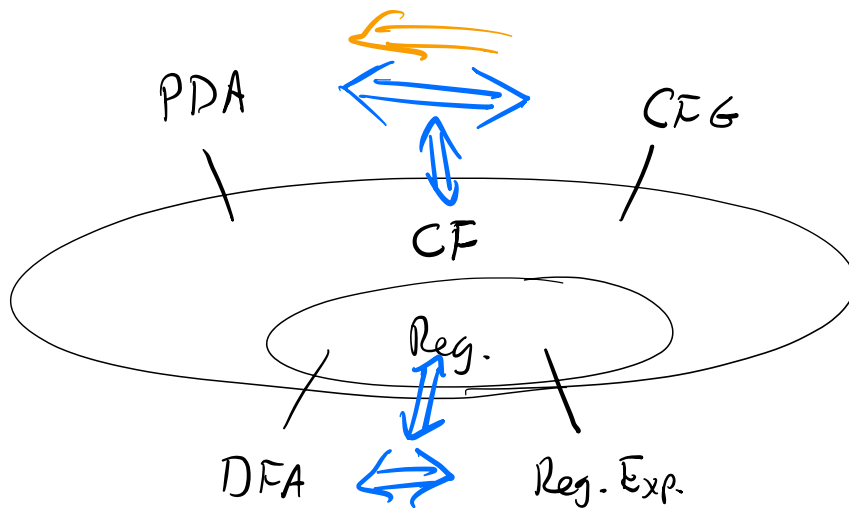 PDA
CFG
CF
Reg.
DFA
Reg. Exp.